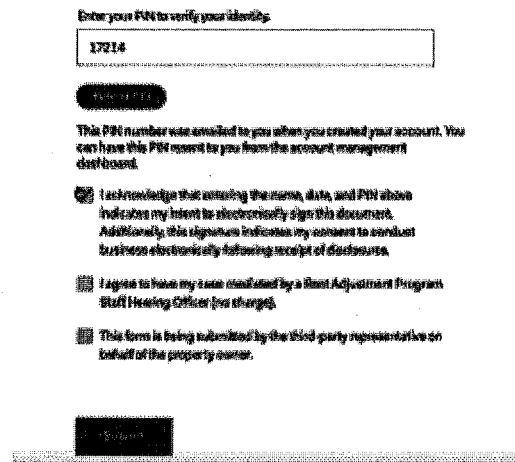 Enter your PIN to verify your identity.
17214
This PIN number was emailed to you when you created your account. You
can have this PIN resent to you from the account management
dashboard.
I acknowledge that entering the name, date, and PIN above
indicates my intent to electronically sign this document.
Additionally, this signature indicates my consent to conduct
business electronically following receipt of disclosure.
I agree to have my case mediated by a Rent Adjustment Program
Staff Hearing Officer (no charge).
This form is being submitted by the third-party representative on
behalf of the property owner.
Submit